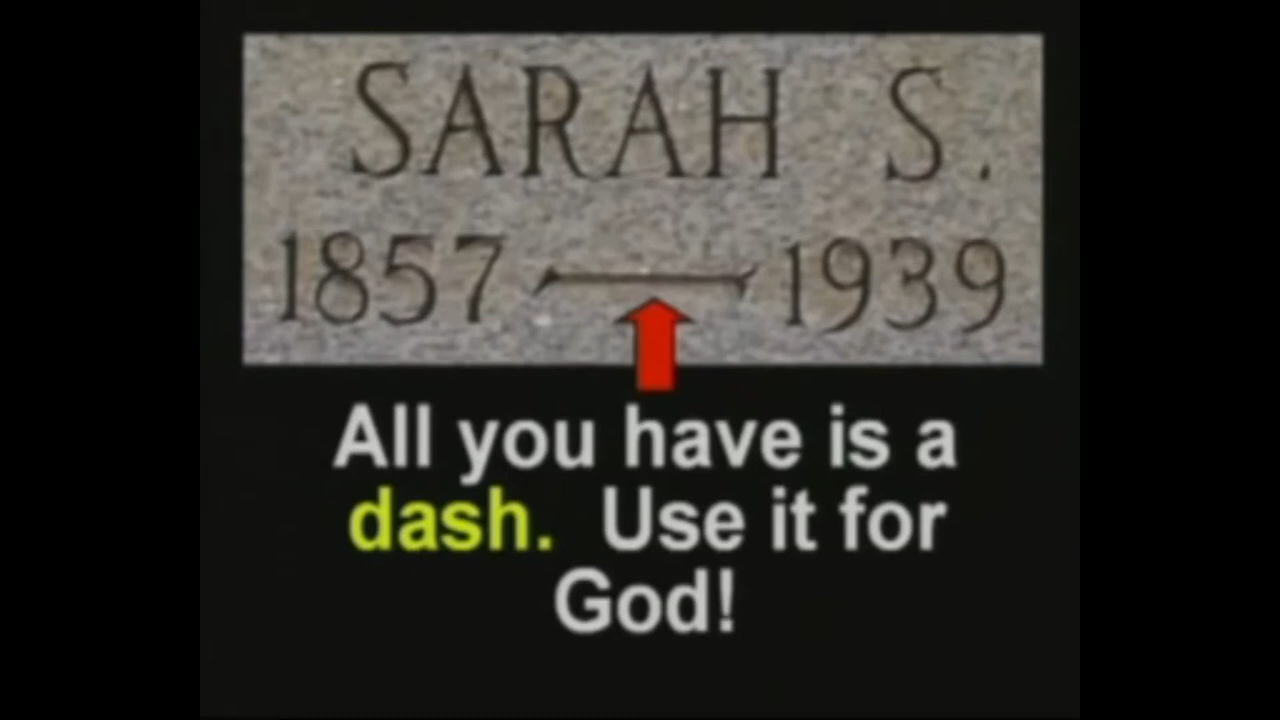 SARAH S.
1857 — 1939
All you have is a
dash. Use it for
God!